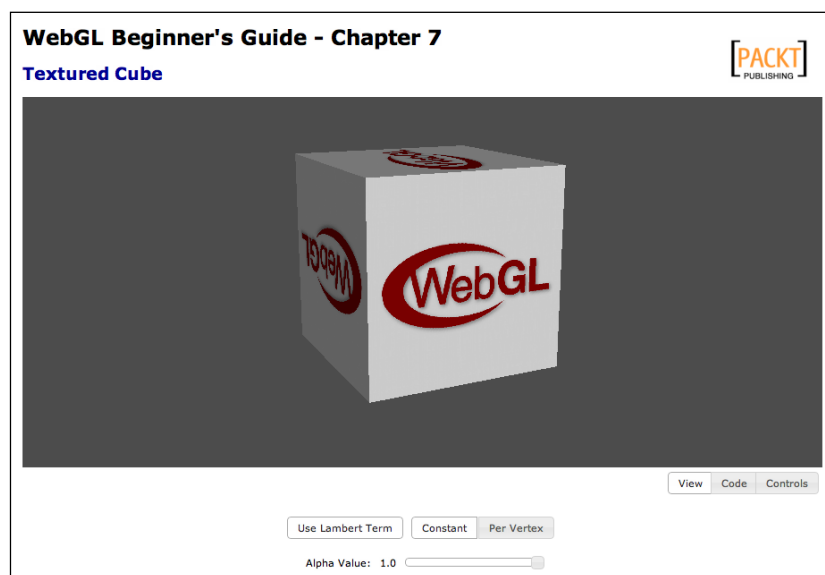 WebGL Beginner's Guide - Chapter 7
[PACKT]
PUBLISHING
Textured Cube
WebGL
WebGL
WebGL
View Code Controls
Use Lambert Term Constant Per Vertex
Alpha Value: 1.0